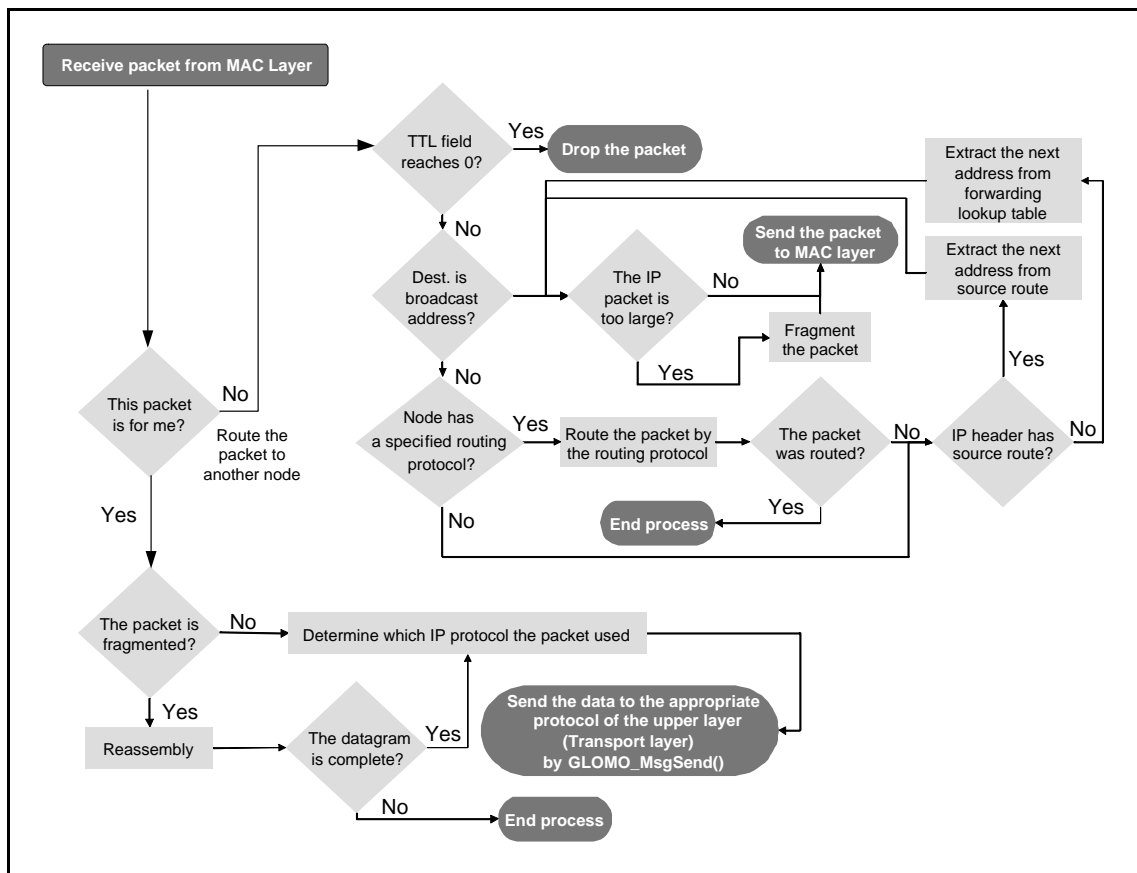 Receive packet from MAC Layer
TTL field
reaches 0?
Yes
Drop the packet
Extract the next
address from
forwarding
lookup table
No
Send the packet
to MAC layer
Extract the next
address from
source route
Dest. is
broadcast
address?
The IP
packet is
too large?
No
Fragment
the packet
Yes
Yes
No
This packet
is for me?
No
Route the
packet to
another node
Node has
a specified routing
protocol?
Yes
Route the packet by
the routing protocol
The packet
was routed?
No
IP header has
source route?
No
Yes
End process
No
Yes
The packet is
fragmented?
No
Determine which IP protocol the packet used
Yes
Reassembly
The datagram
is complete?
Yes
Send the data to the appropriate
protocol of the upper layer
(Transport layer)
by GLOMO_MsgSend()
No
End process